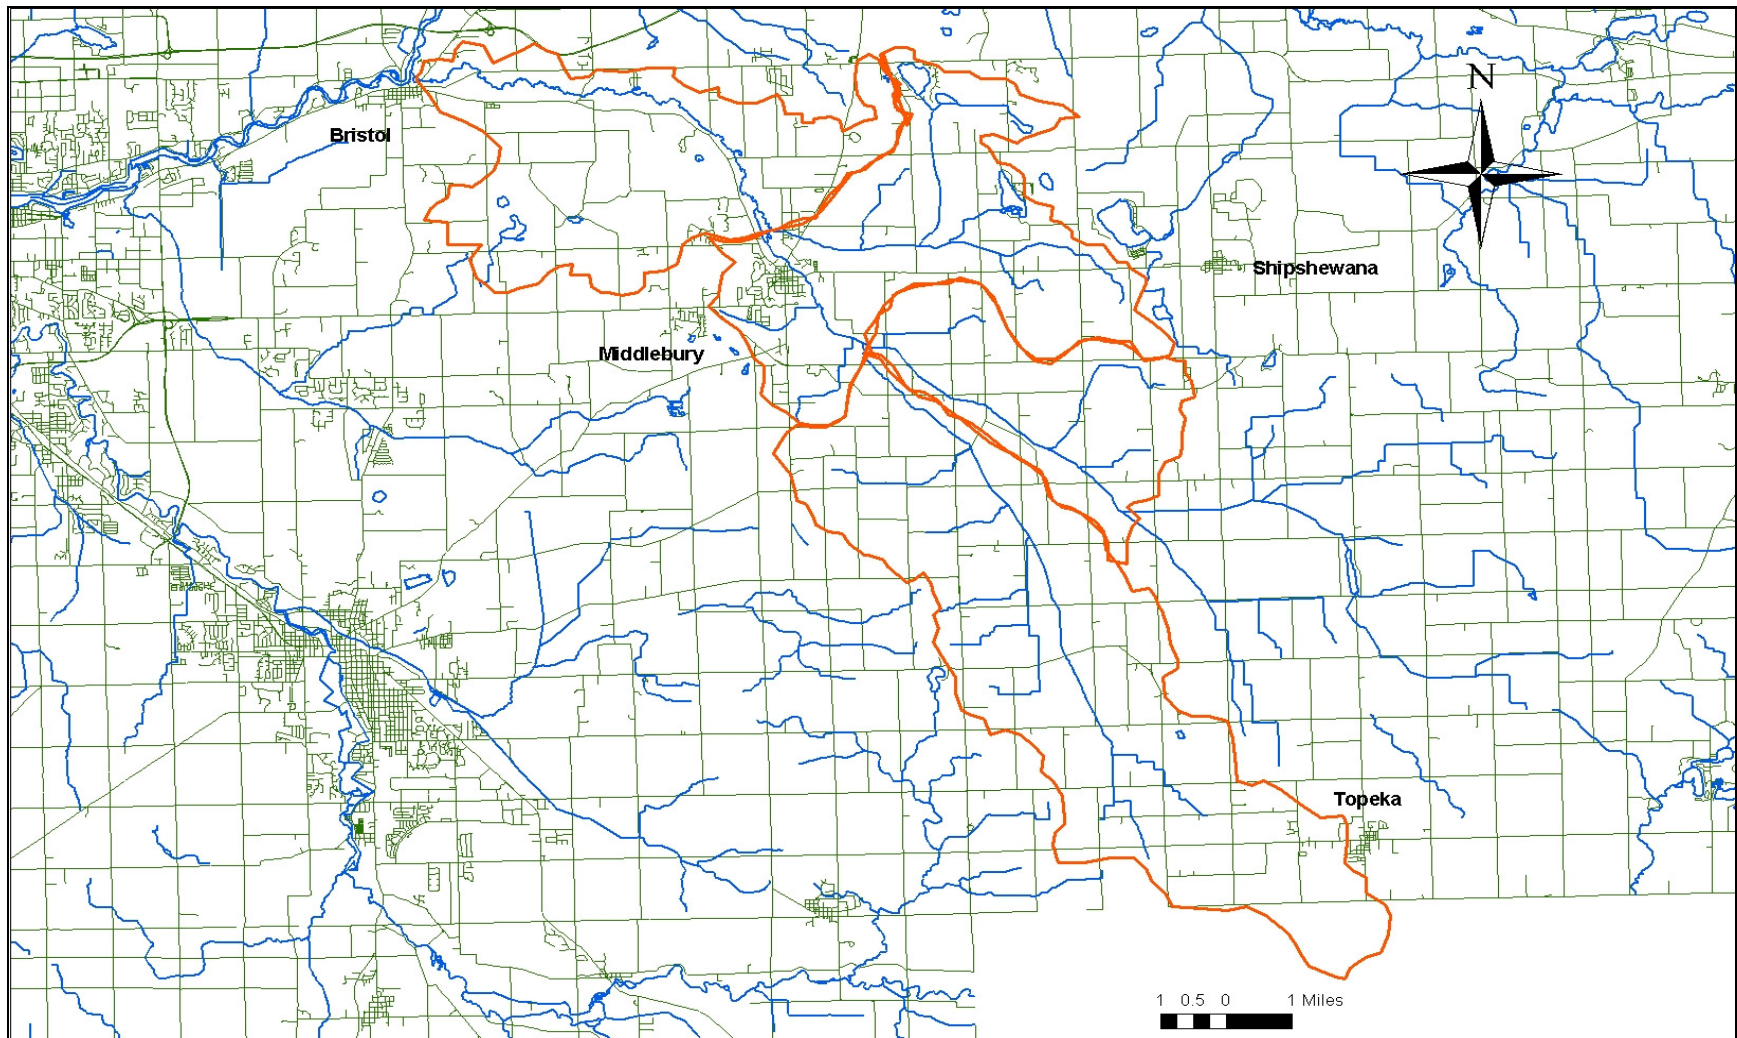 N
Bristol
Shipshewana
Middlebury
Topeka
1 0.5 0 1 Miles